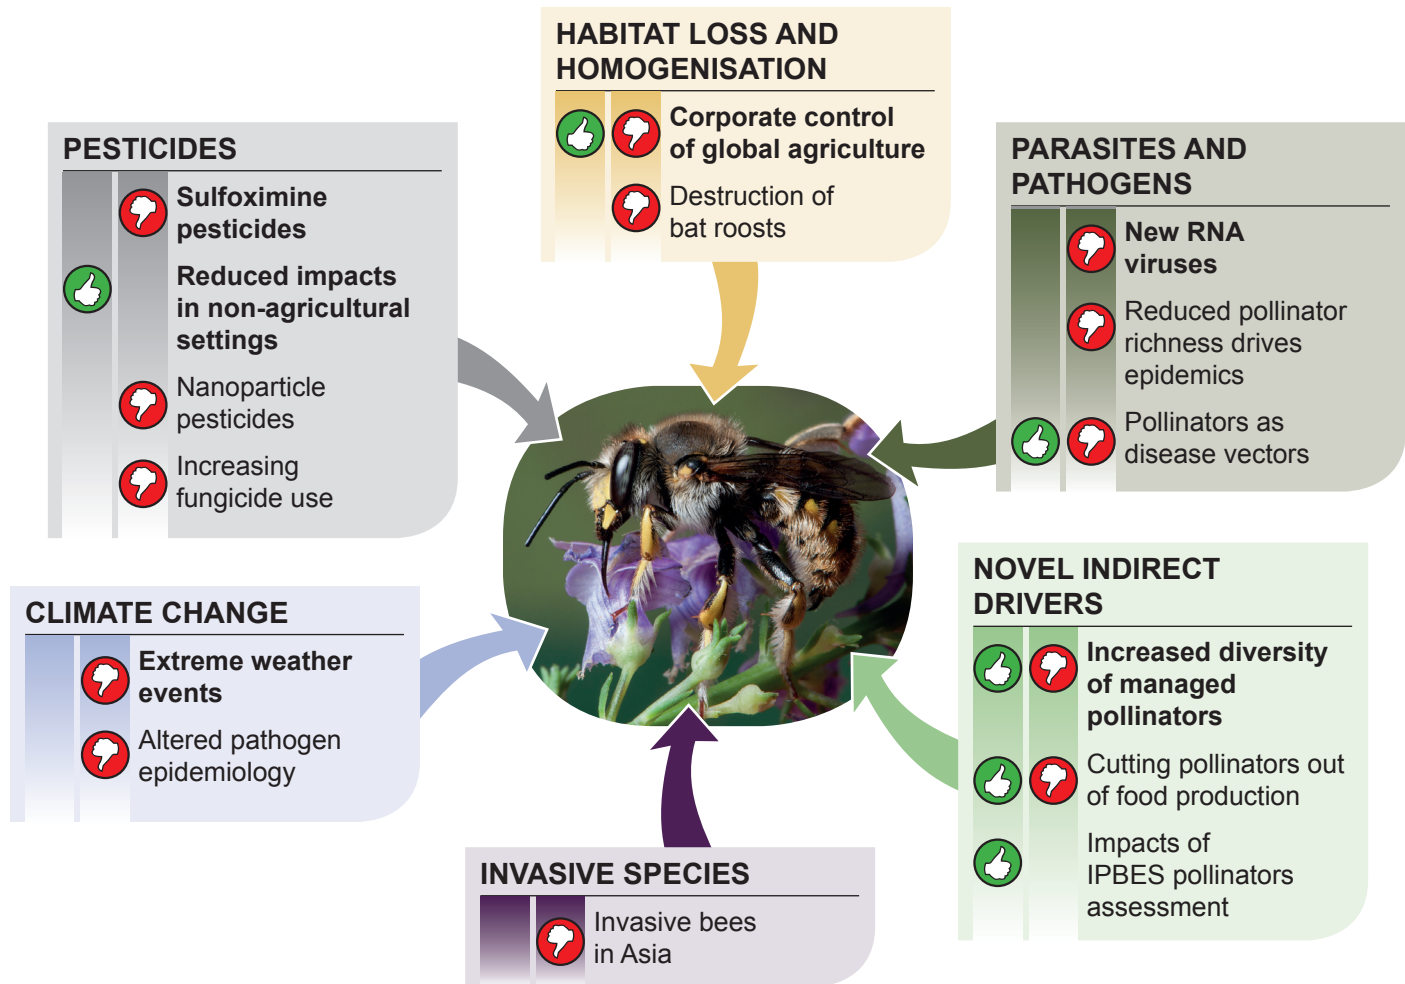 HABITAT LOSS AND
HOMOGENISATION
Corporate control
of global agriculture
Destruction of
bat roosts
PESTICIDES
Sulfoximine
pesticides
Reduced impacts
in non-agricultural
settings
Nanoparticle
pesticides
Increasing
fungicide use
PARASITES AND
PATHOGENS
New RNA
viruses
Reduced pollinator
richness drives
epidemics
Pollinators as
disease vectors
CLIMATE CHANGE
Extreme weather
events
Altered pathogen
epidemiology
NOVEL INDIRECT
DRIVERS
Increased diversity
of managed
pollinators
Cutting pollinators out
of food production
Impacts of
IPBES pollinators
assessment
INVASIVE SPECIES
Invasive bees
in Asia